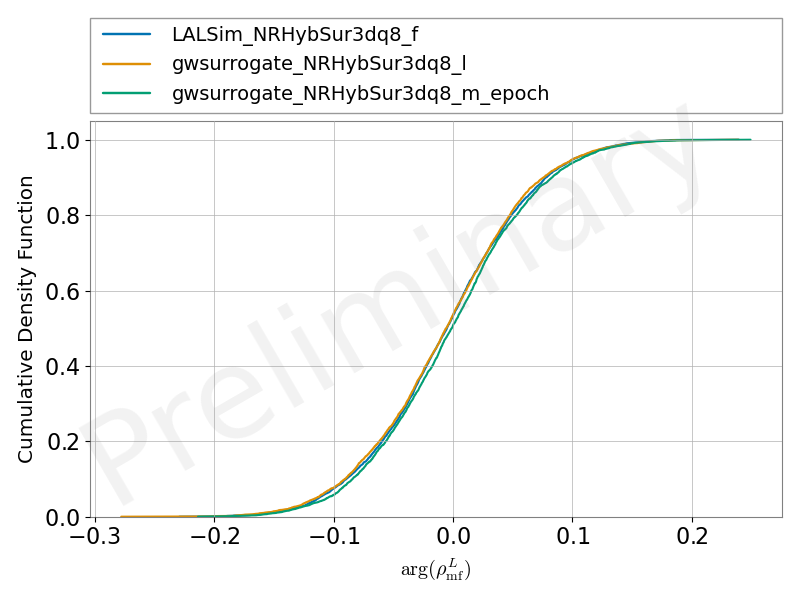 LALSim_NRHybSur3dq8_f
gwsurrogate_NRHybSur3dq8_l
gwsurrogate_NRHybSur3dq8_m_epoch
1.0
0.8
0.6
0.4
0.2
0.0
Cumulative Density Function
Preliminary
−0.3 −0.2 −0.1 0.0 0.1 0.2
arg(ρ_mf^L)